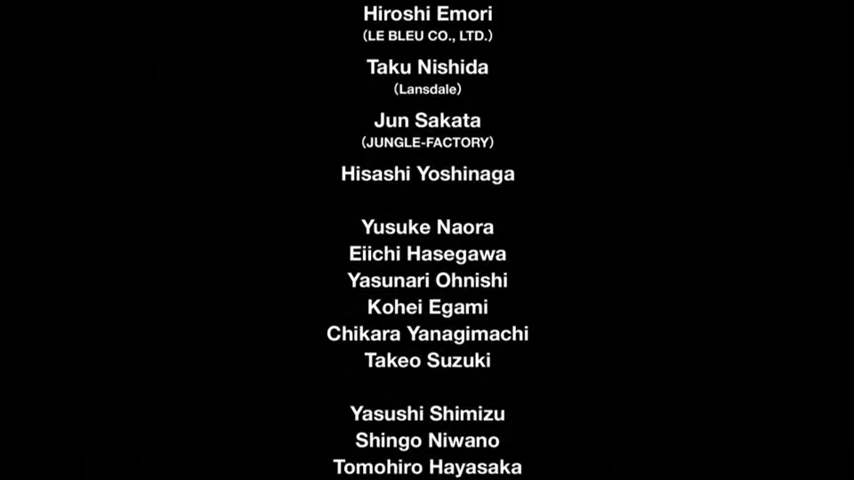 Hiroshi Emori
(LE BLEU CO., LTD.)
Taku Nishida
(Lansdale)
Jun Sakata
(JUNGLE-FACTORY)
Hisashi Yoshinaga
Yusuke Naora
Eiichi Hasegawa
Yasunari Ohnishi
Kohei Egami
Chikara Yanagimachi
Takeo Suzuki
Yasushi Shimizu
Shingo Niwano
Tomohiro Hayasaka